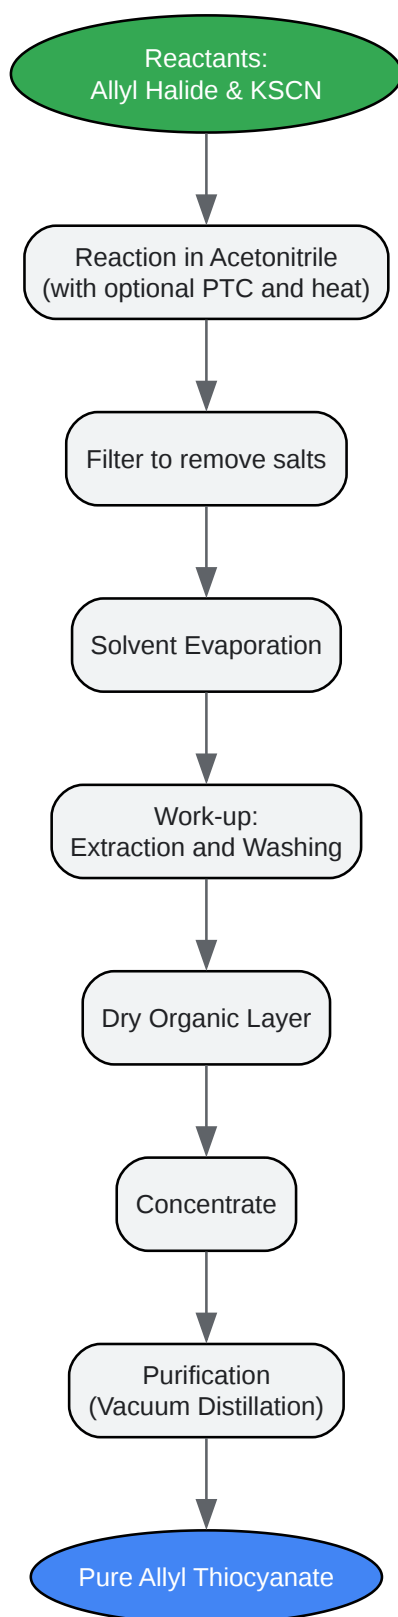 Reactants:
Allyl Halide & KSCN
Reaction in Acetonitrile
(with optional PTC and heat)
Filter to remove salts
Solvent Evaporation
Work-up:
Extraction and Washing
Dry Organic Layer
Concentrate
Purification
(Vacuum Distillation)
Pure Allyl Thiocyanate